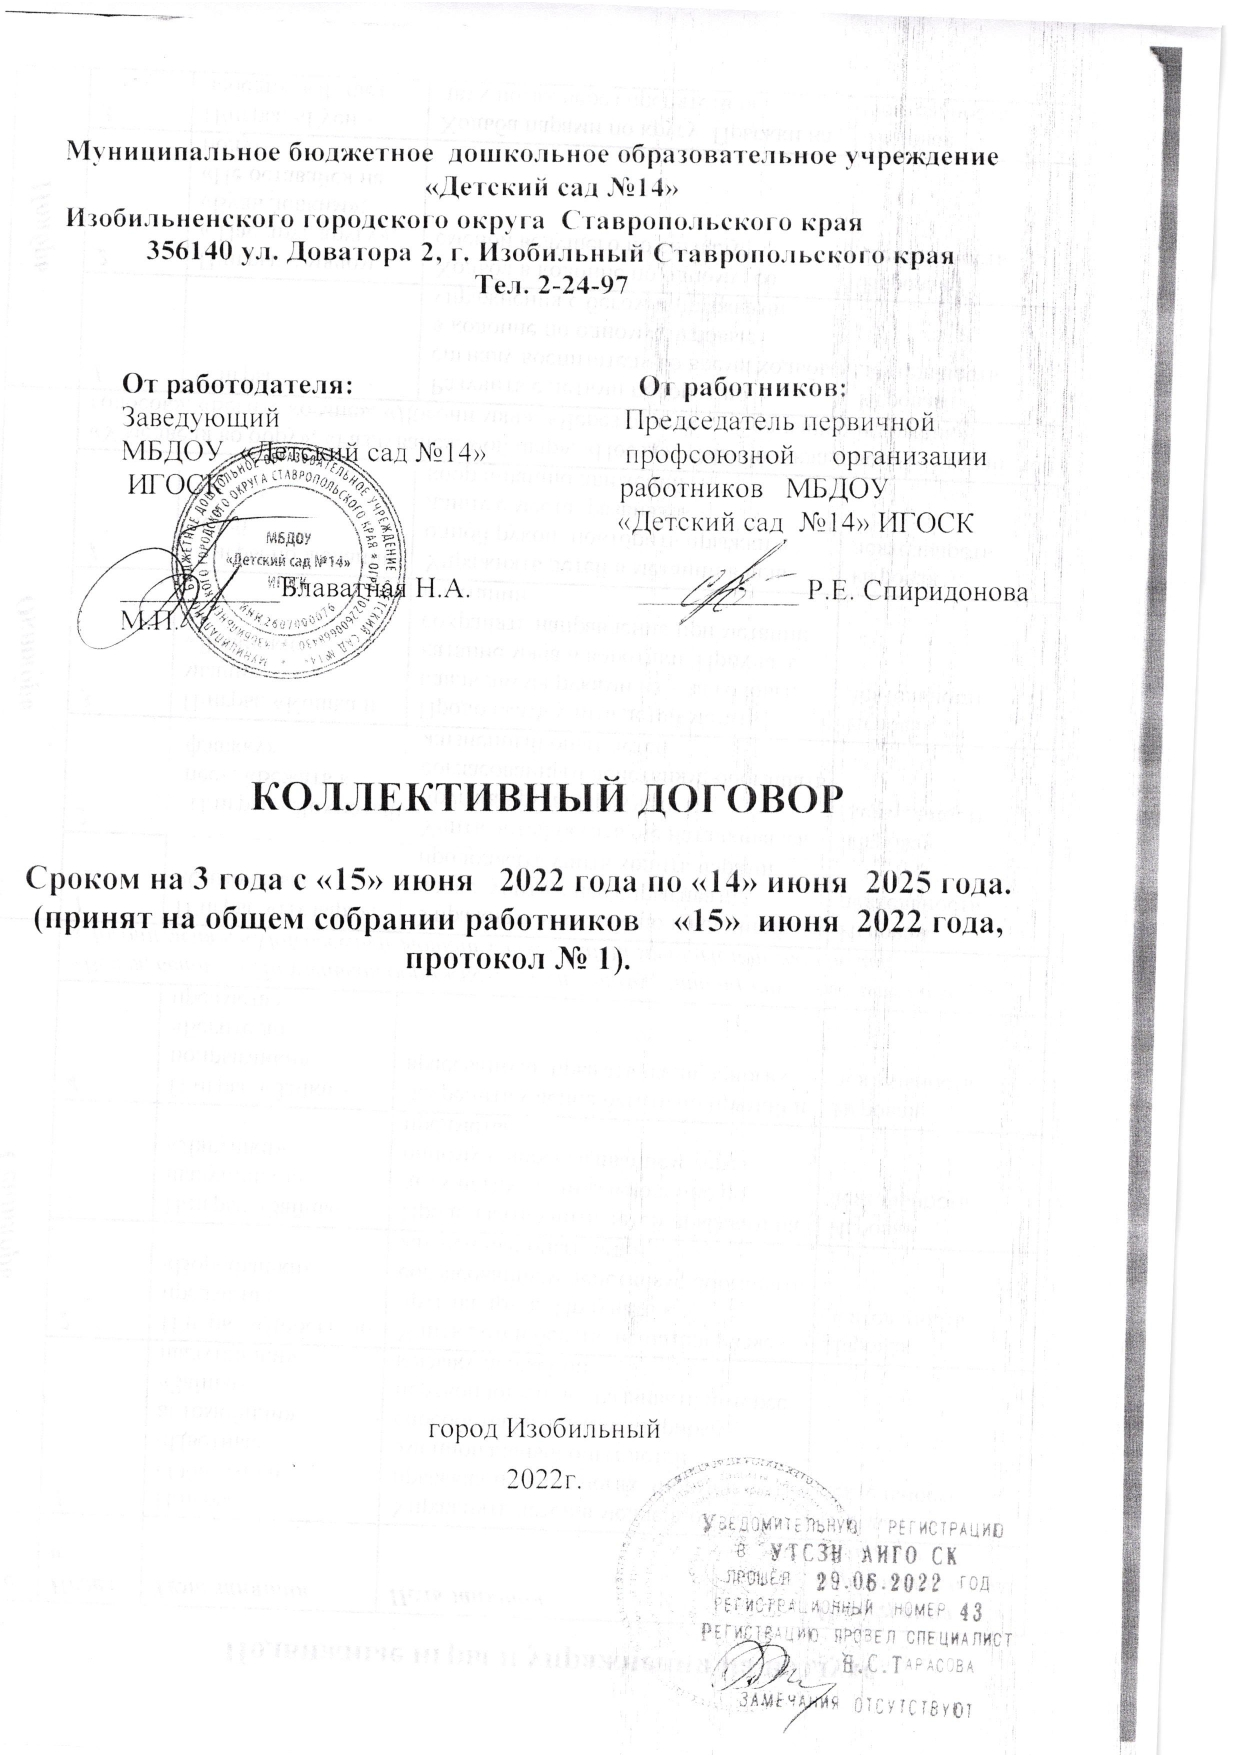 Муниципальное бюджетное дошкольное образовательное учреждение
«Детский сад №14»
Изобильненского городского округа Ставропольского края
356140 ул. Доватора 2, г. Изобильный Ставропольского края
Тел. 2-24-97
От работодателя:
Заведующий
МБДОУ «Детский сад №14»
ИГОСК
Влаватная Н.А.
М.П.
От работников:
Председатель первичной
профсоюзной организации
работников МБДОУ
«Детский сад №14» ИГОСК
Р.Е. Спиридонова
МБДОУ
«Детский сад №14»
КОЛЛЕКТИВНЫЙ ДОГОВОР
Сроком на 3 года с «15» июня 2022 года по «14» июня 2025 года.
(принят на общем собрании работников «15» июня 2022 года,
протокол № 1).
город Изобильный
2022г.
УВЕДОМИТЕЛЬНУЮ РЕГИСТРАЦИЮ
В УТСЗН АИГО СК
ПРОШЁЛ 29.06.2022 ГОД
РЕГИСТРАЦИОННЫЙ НОМЕР 43
РЕГИСТРАЦИЮ ПРОВЕЛ СПЕЦИАЛИСТ
ТАРАСОВА
ЗАМЕЧАНИЯ ОТСУТСТВУЮТ